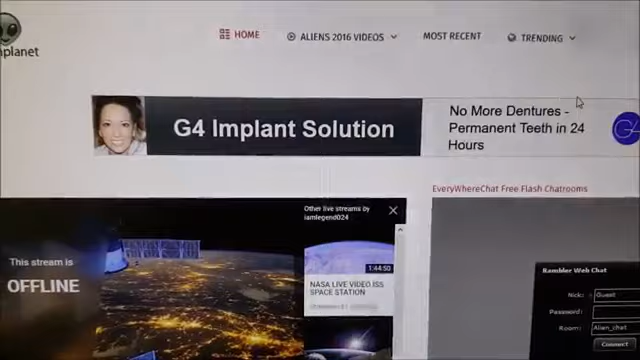 HOME
ALIENS 2016 VIDEOS
MOST RECENT
TRENDING
nplanet
G4 Implant Solution
No More Dentures -
Permanent Teeth in 24
Hours
G4
EveryWhereChat Free Flash Chatrooms
Other live streams by
iamlegend024
This stream is
OFFLINE
1:44:50
NASA LIVE VIDEO ISS
SPACE STATION
Rambler Web Chat
Nick:
Guest
Password:
Room:
Alien_chat
Connect